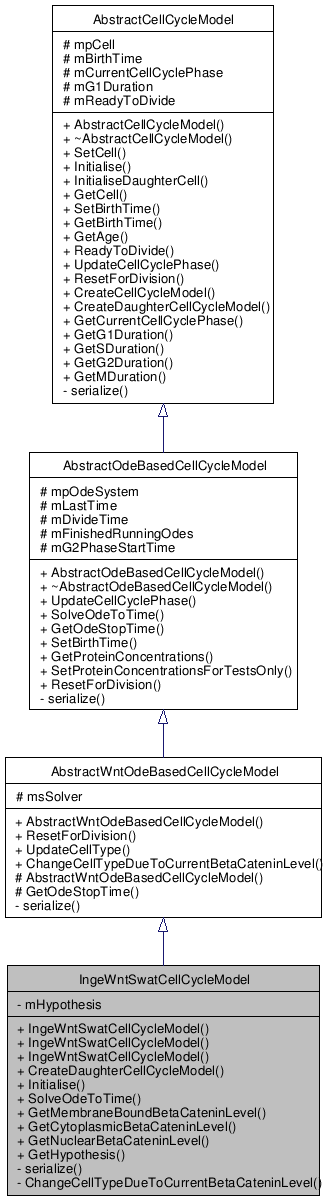 AbstractCellCycleModel
# mpCell
# mBirthTime
# mCurrentCellCyclePhase
# mG1Duration
# mReadyToDivide
+ AbstractCellCycleModel()
+ ~AbstractCellCycleModel()
+ SetCell()
+ Initialise()
+ InitialiseDaughterCell()
+ GetCell()
+ SetBirthTime()
+ GetBirthTime()
+ GetAge()
+ ReadyToDivide()
+ UpdateCellCyclePhase()
+ ResetForDivision()
+ CreateCellCycleModel()
+ CreateDaughterCellCycleModel()
+ GetCurrentCellCyclePhase()
+ GetG1Duration()
+ GetSDuration()
+ GetG2Duration()
+ GetMDuration()
- serialize()
AbstractOdeBasedCellCycleModel
# mpOdeSystem
# mLastTime
# mDivideTime
# mFinishedRunningOdes
# mG2PhaseStartTime
+ AbstractOdeBasedCellCycleModel()
+ ~AbstractOdeBasedCellCycleModel()
+ UpdateCellCyclePhase()
+ SolveOdeToTime()
+ GetOdeStopTime()
+ SetBirthTime()
+ GetProteinConcentrations()
+ SetProteinConcentrationsForTestsOnly()
+ ResetForDivision()
- serialize()
AbstractWntOdeBasedCellCycleModel
# msSolver
+ AbstractWntOdeBasedCellCycleModel()
+ ResetForDivision()
+ UpdateCellType()
+ ChangeCellTypeDueToCurrentBetaCateninLevel()
# AbstractWntOdeBasedCellCycleModel()
# GetOdeStopTime()
- serialize()
IngeWntSwatCellCycleModel
- mHypothesis
+ IngeWntSwatCellCycleModel()
+ IngeWntSwatCellCycleModel()
+ IngeWntSwatCellCycleModel()
+ CreateDaughterCellCycleModel()
+ Initialise()
+ SolveOdeToTime()
+ GetMembraneBoundBetaCateninLevel()
+ GetCytoplasmicBetaCateninLevel()
+ GetNuclearBetaCateninLevel()
+ GetHypothesis()
- serialize()
- ChangeCellTypeDueToCurrentBetaCateninLevel()